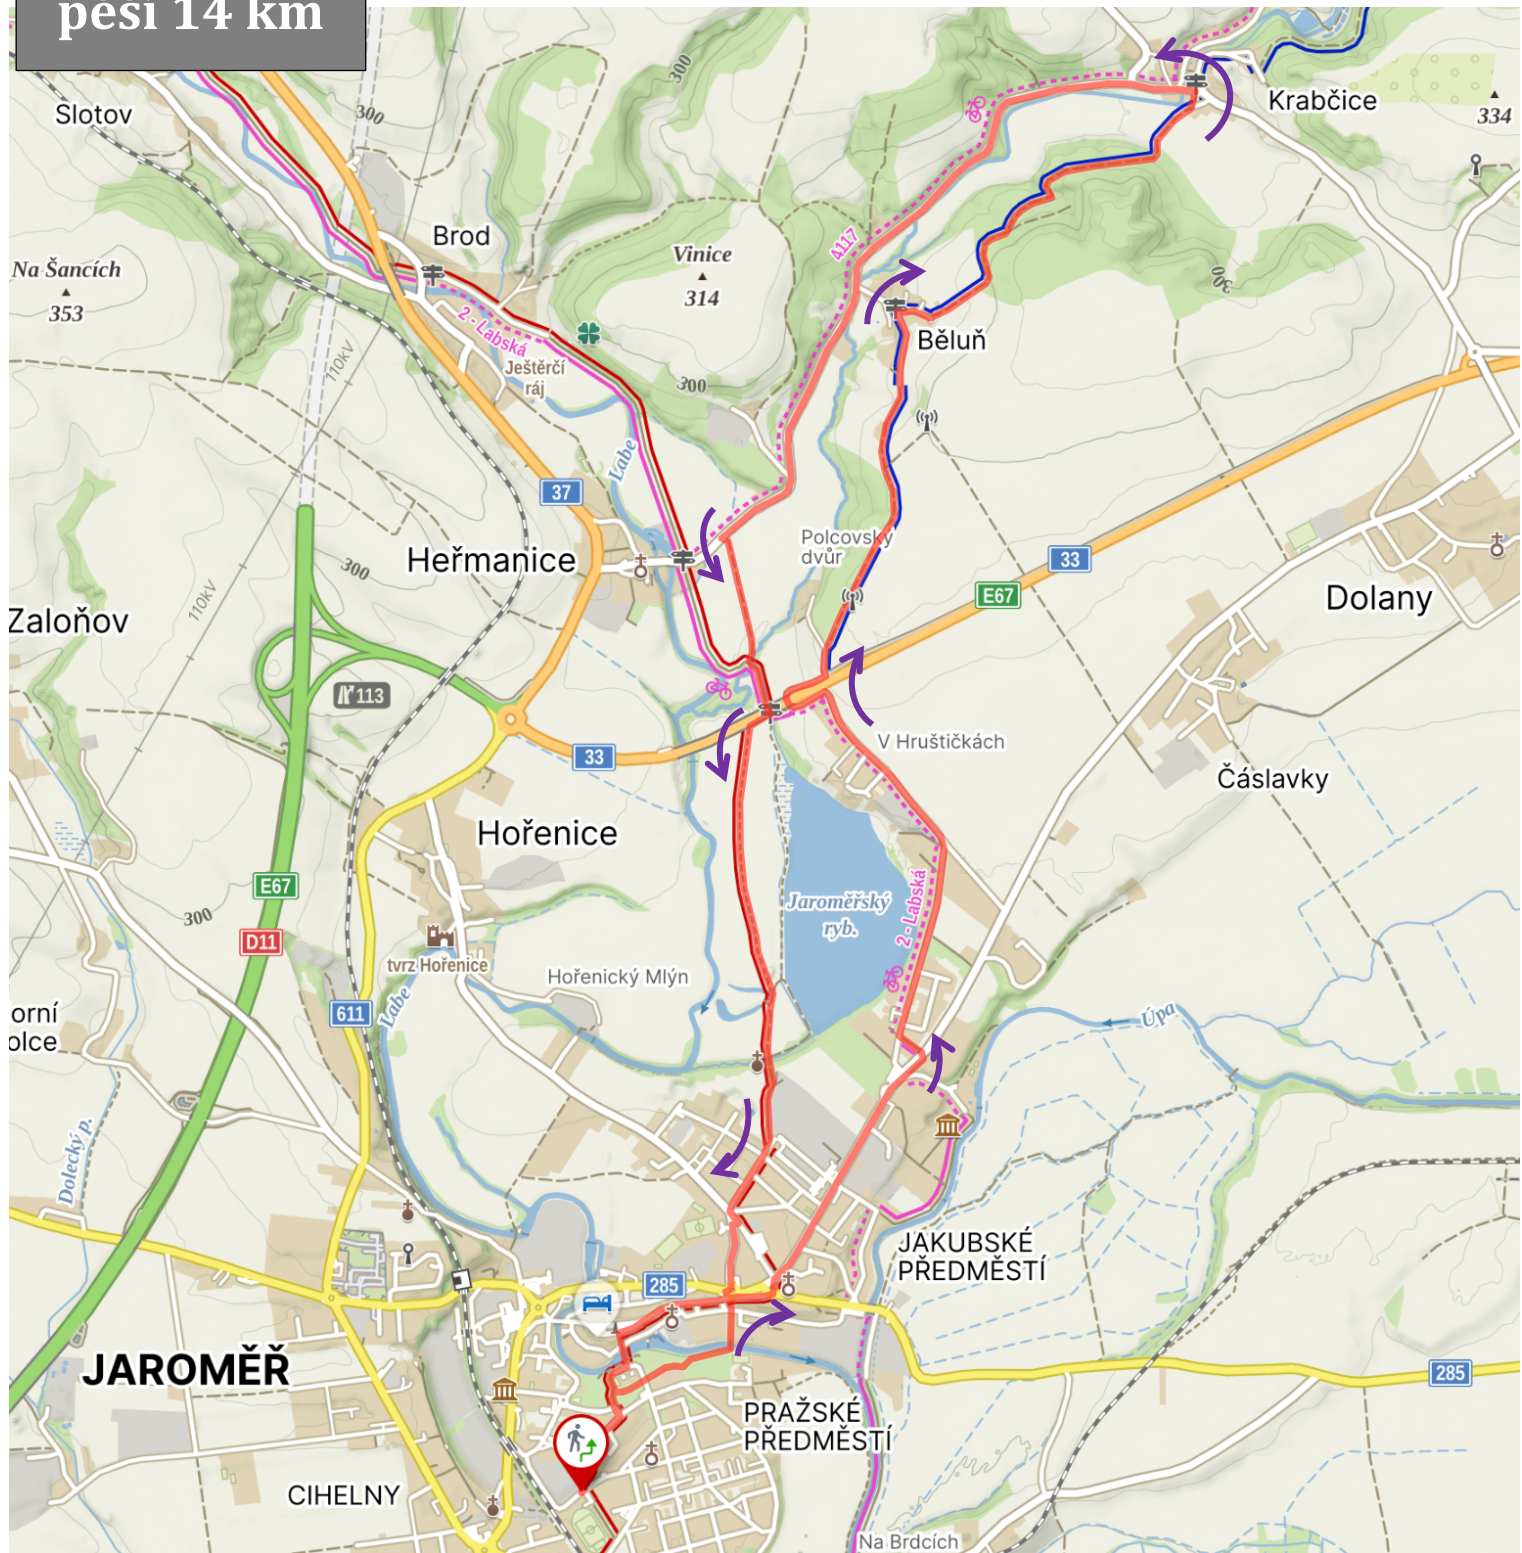 pěší 14 km
Slotov
300
300
Krabčice
334
Brod
4117
Vinice
314
Na Šancích
353
300
2 - Labská
Ještěrčí
ráj
110kV
300
Běluň
Labe
37
Polcovský
dvůr
33
Heřmanice
300
E67
Dolany
110kV
Zaloňov
113
33
V Hruštičkách
Čáslavky
Hořenice
E67
300
Jaroměřský
ryb.
2 - Labská
D11
tvrz Hořenice
Hořenický Mlýn
611
Labe
orní
olce
Úpa
Dolecký p.
JAKUBSKÉ
PŘEDMĚSTÍ
285
JAROMĚŘ
285
PRAŽSKÉ
PŘEDMĚSTÍ
CIHELNY
Na Brdcích